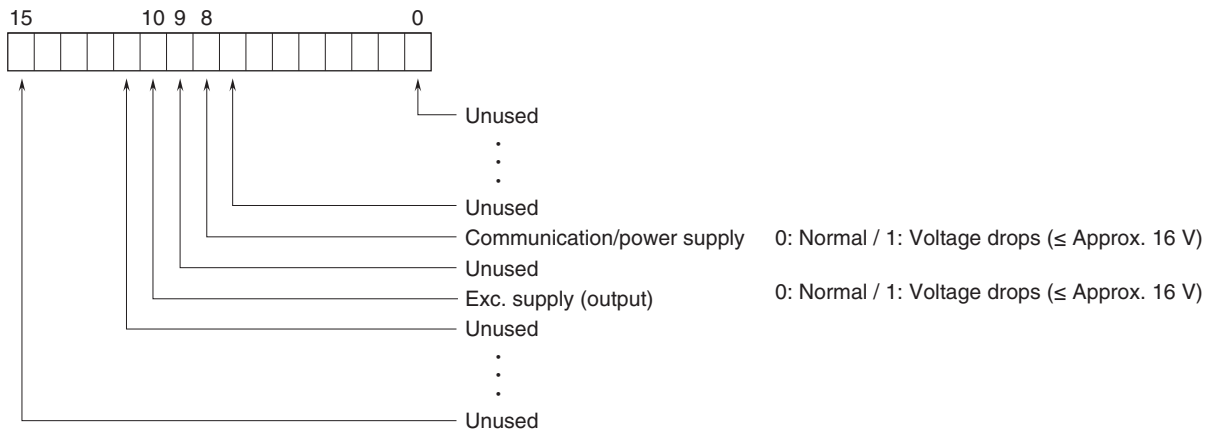 15 10 9 8 0
Unused
Unused
Communication/power supply 0: Normal / 1: Voltage drops (≤ Approx. 16 V)
Unused
Exc. supply (output) 0: Normal / 1: Voltage drops (≤ Approx. 16 V)
Unused
Unused